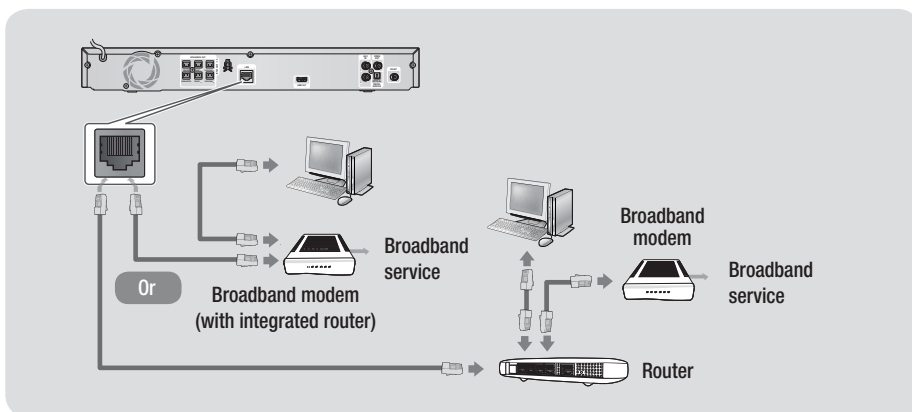 Broadband
service
Or
Broadband modem
(with integrated router)
Broadband
modem
Broadband
service
Router